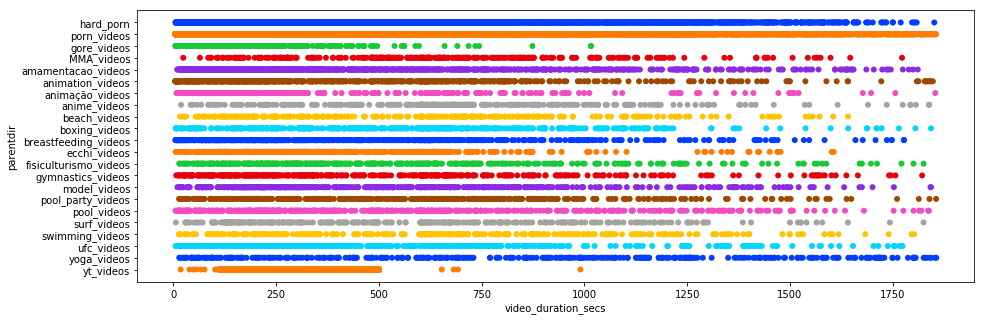 parentdir
hard_porn
porn_videos
gore_videos
MMA_videos
amamentacao_videos
animation_videos
animação_videos
anime_videos
beach_videos
boxing_videos
breastfeeding_videos
ecchi_videos
fisiculturismo_videos
gymnastics_videos
model_videos
pool_party_videos
pool_videos
surf_videos
swimming_videos
ufc_videos
yoga_videos
yt_videos
0 250 500 750 1000 1250 1500 1750
video_duration_secs